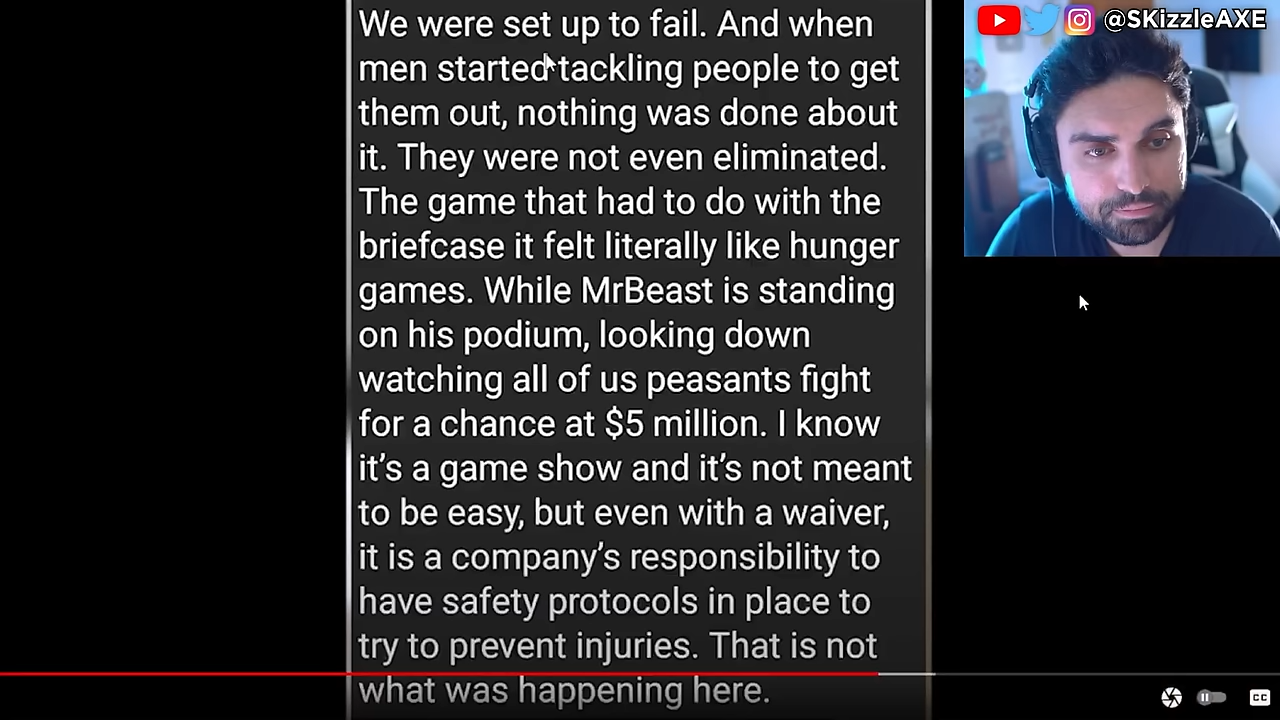 @SKizzleAXE
We were set up to fail. And when
men started tackling people to get
them out, nothing was done about
it. They were not even eliminated.
The game that had to do with the
briefcase it felt literally like hunger
games. While MrBeast is standing
on his podium, looking down
watching all of us peasants fight
for a chance at $5 million. I know
it’s a game show and it’s not meant
to be easy, but even with a waiver,
it is a company’s responsibility to
have safety protocols in place to
try to prevent injuries. That is not
what was happening here.
CC